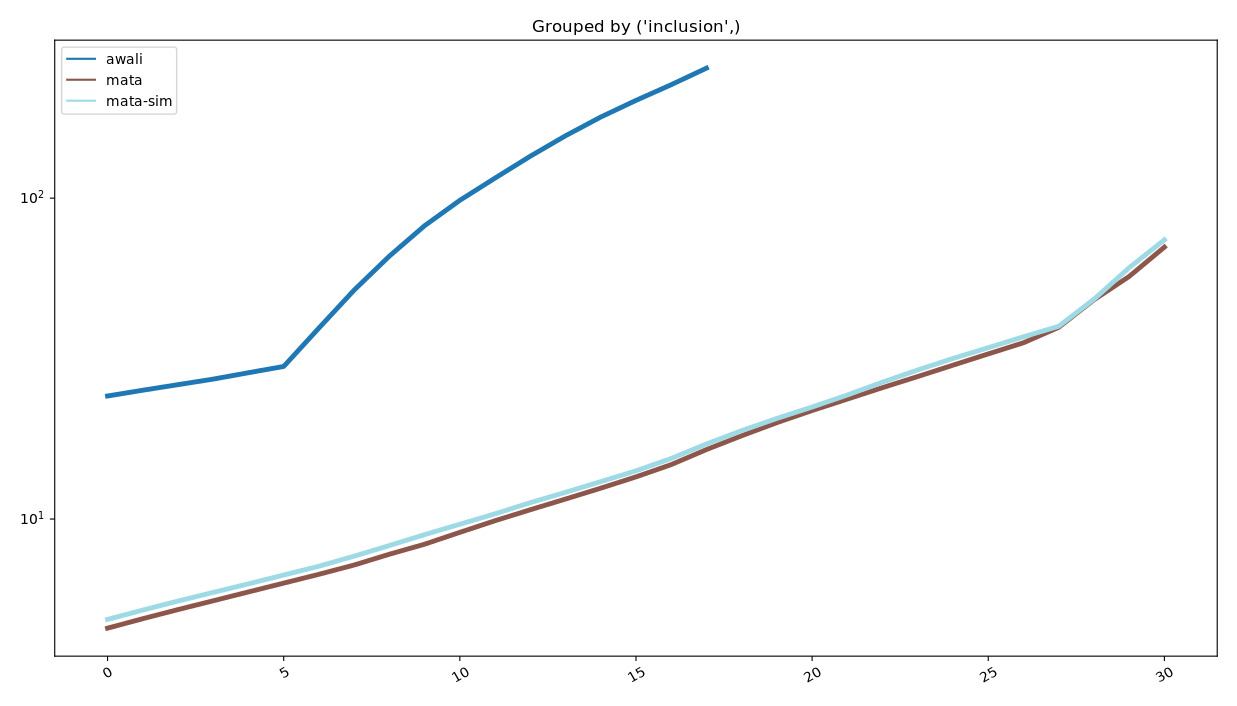 Grouped by ('inclusion',)
awali
mata
mata-sim
10²
10¹
0 5 10 15 20 25 30